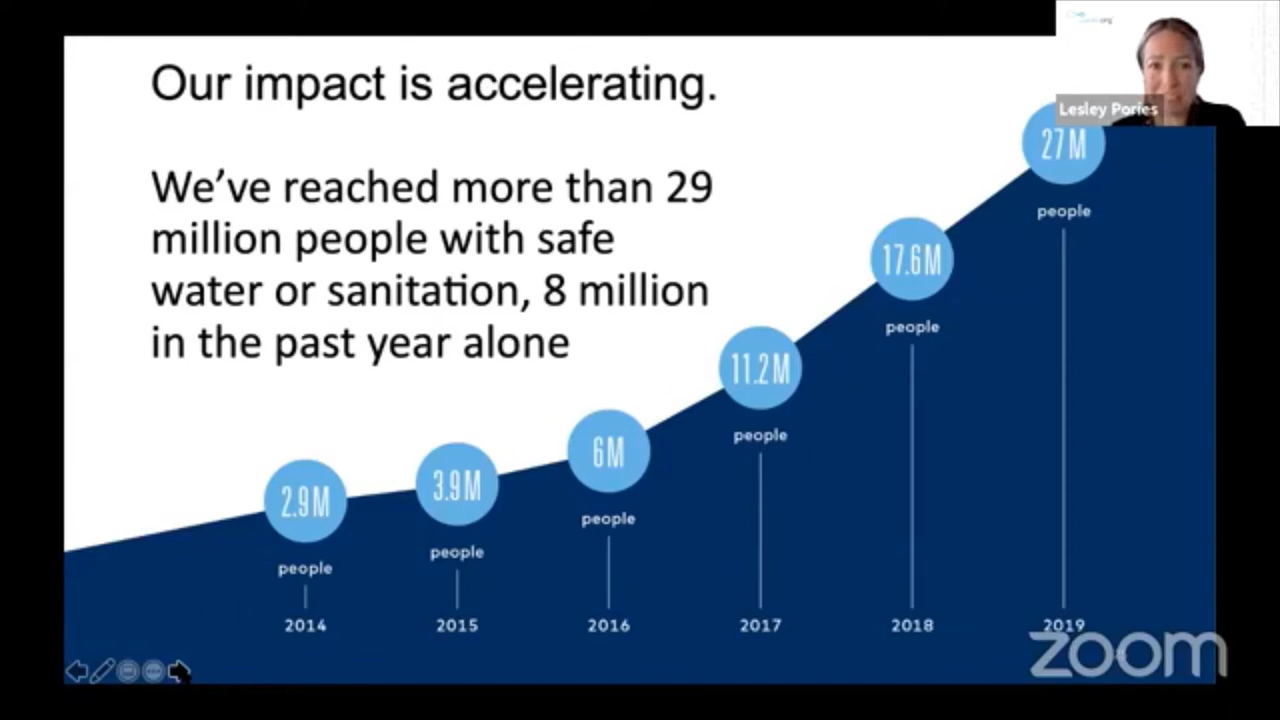 Our impact is accelerating.
We've reached more than 29
million people with safe
water or sanitation, 8 million
in the past year alone
Lesley Pories
27M
people
17.6M
people
11.2M
people
6M
people
3.9M
people
2.9M
people
2014
2015
2016
2017
2018
2019
zoom